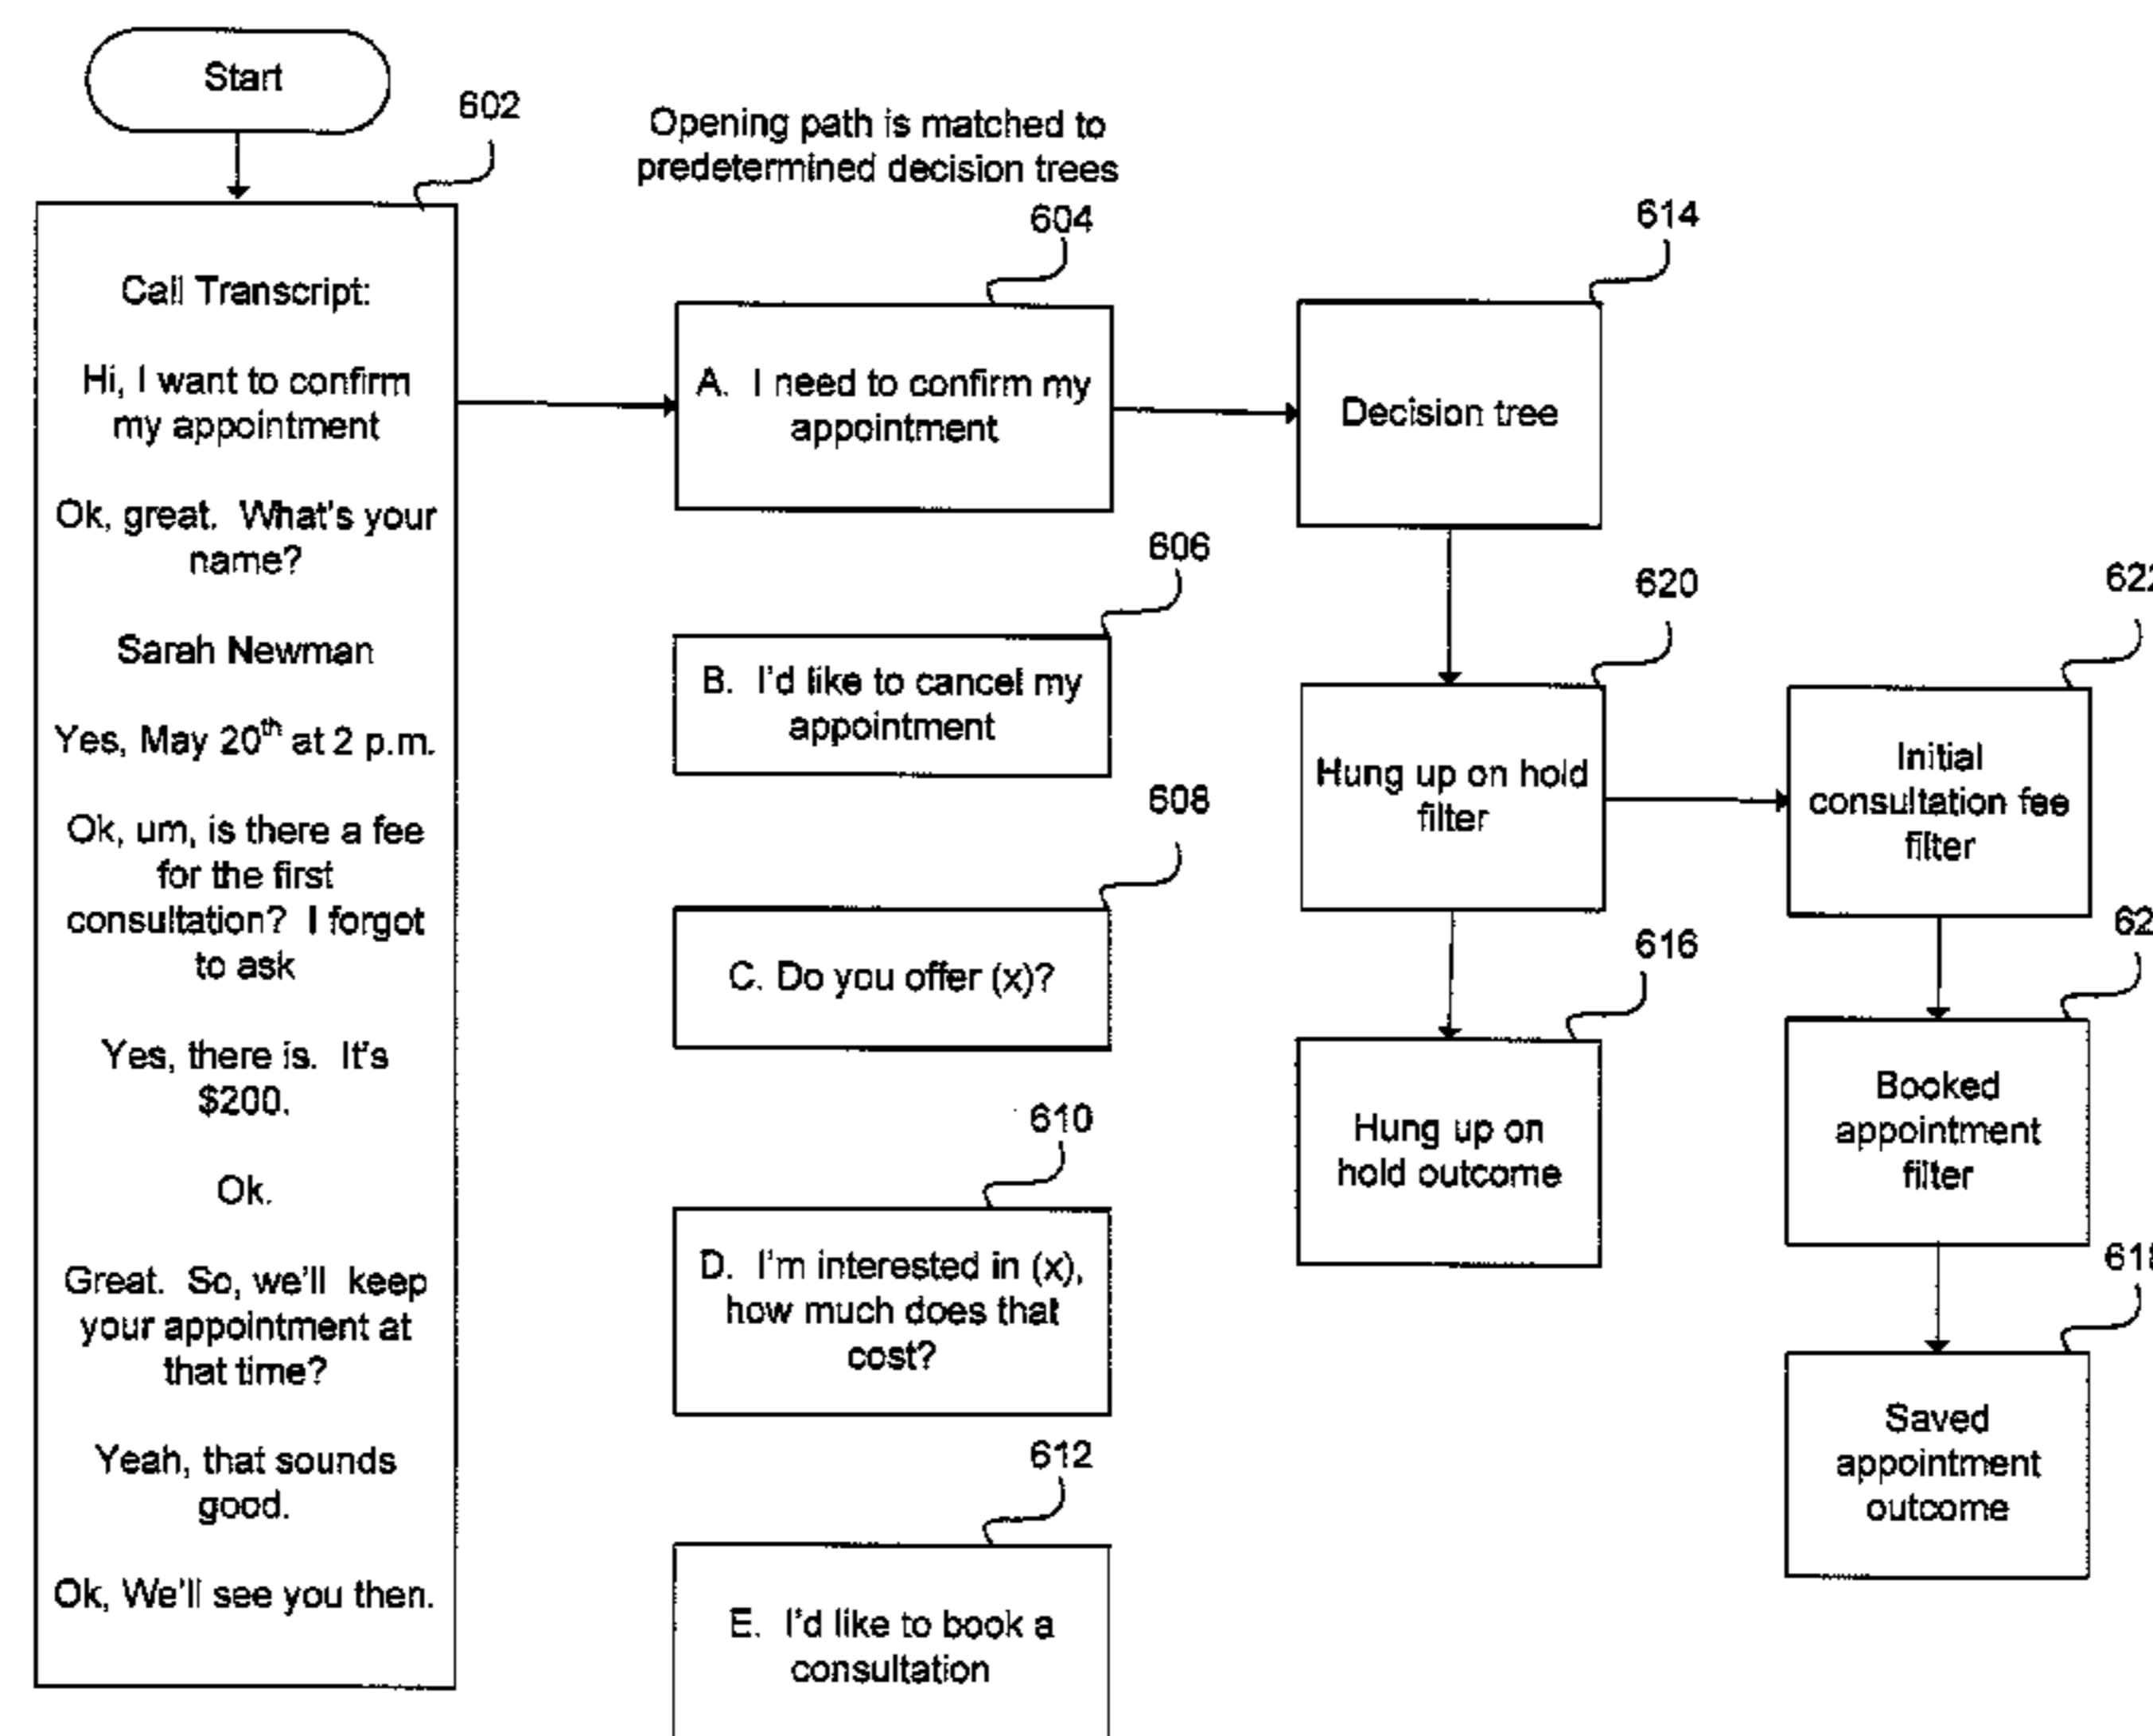 Start
602
Call Transcript:
Hi, I want to confirm
my appointment
Ok, great. What's your
name?
Sarah Newman
Yes, May 20th at 2 p.m.
Ok, um, is there a fee
for the first
consultation? I forgot
to ask
Yes, there is. It's
$200.
Ok.
Great. So, we'll keep
your appointment at
that time?
Yeah, that sounds
good.
Ok, We'll see you then.
Opening path is matched to
predetermined decision trees
604
A. I need to confirm my
appointment
606
B. I'd like to cancel my
appointment
608
C. Do you offer (x)?
610
D. I'm interested in (x),
how much does that
cost?
612
E. I'd like to book a
consultation
614
Decision tree
620
Hung up on hold
filter
616
Hung up on
hold outcome
622
Initial
consultation fee
filter
62
Booked
appointment
filter
618
Saved
appointment
outcome